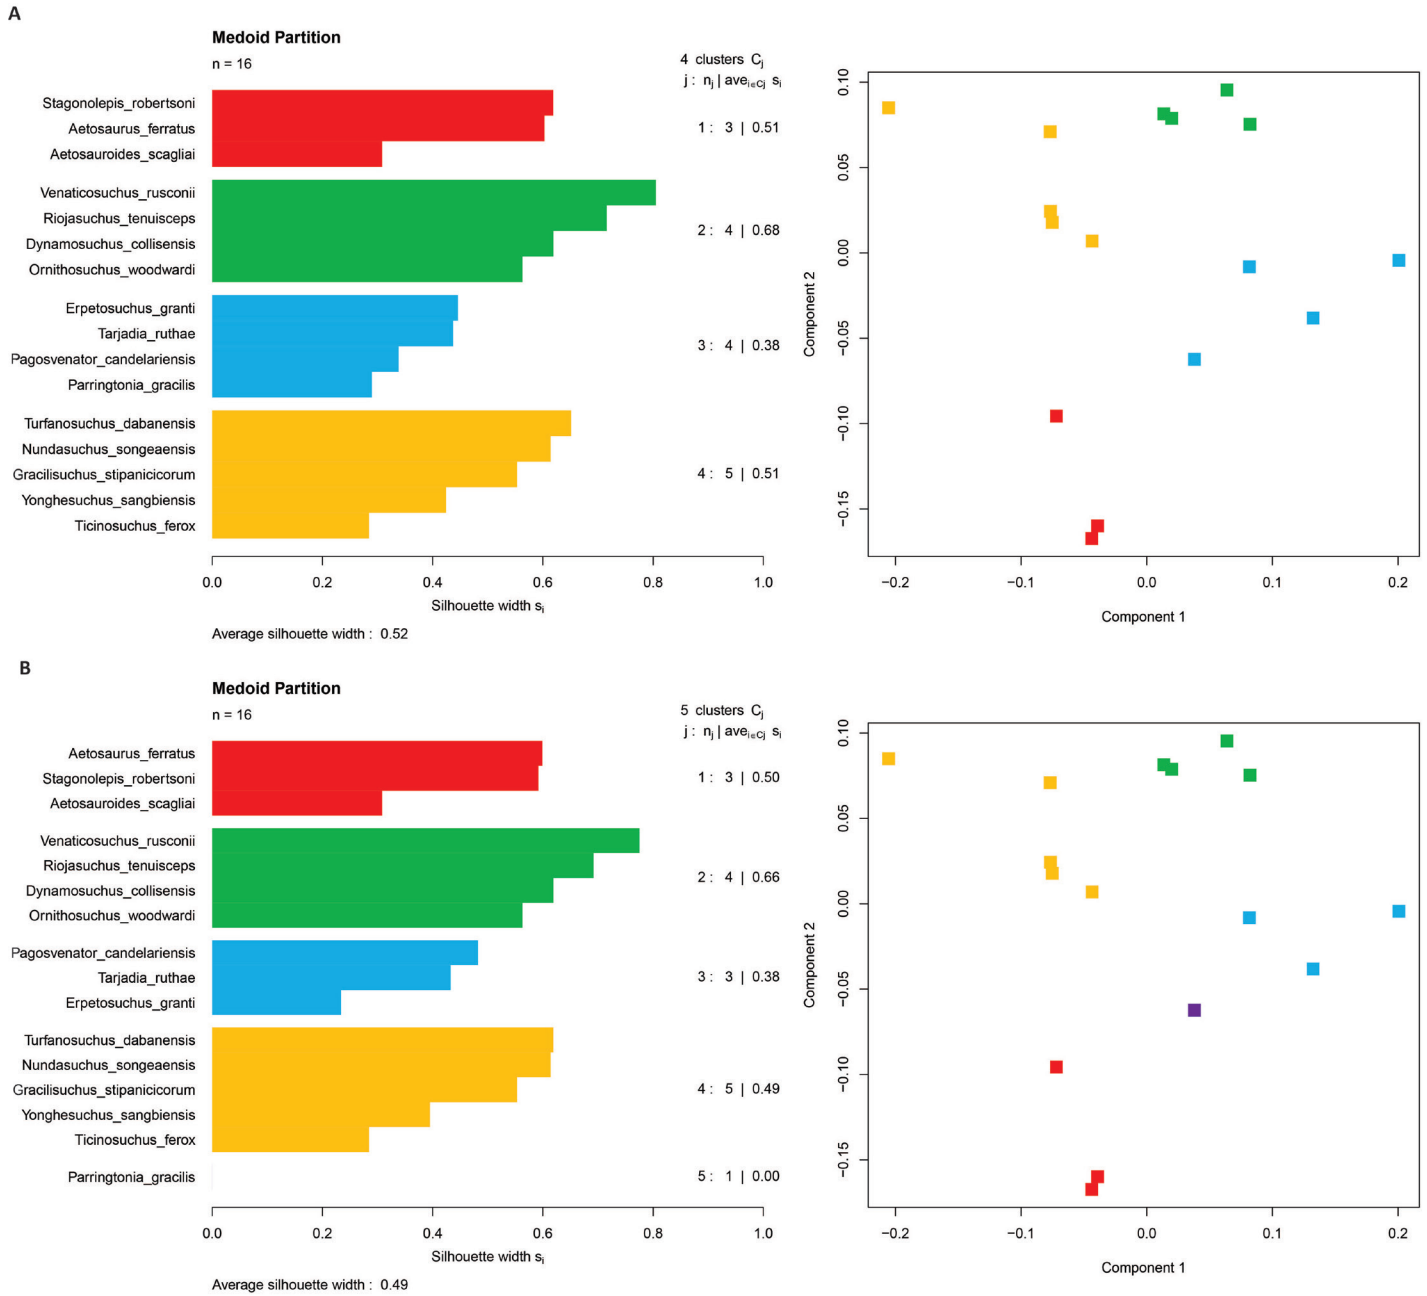 A
Medoid Partition
n = 16
4 clusters Cj
j : nj | avei∈Cj si
Stagonolepis_robertsoni
Aetosaurus_ferratus
1 : 3 | 0.51
Aetosauroides_scagliai
Venaticosuchus_rusconii
Riojasuchus_tenuisceps
2 : 4 | 0.68
Dynamosuchus_collisensis
Ornithosuchus_woodwardi
Erpetosuchus_granti
Tarjadia_ruthae
3 : 4 | 0.38
Pagosvenator_candelariensis
Parringtonia_gracilis
Turfanosuchus_dabanensis
Nundasuchus_songeaensis
Gracilisuchus_stipanicicorum
4 : 5 | 0.51
Yonghesuchus_sangbiensis
Ticinosuchus_ferox
0.0 0.2 0.4 0.6 0.8 1.0
Silhouette width si
Average silhouette width : 0.52
0.10
0.05
0.00
−0.05
−0.10
−0.15
Component 2
−0.2 −0.1 0.0 0.1 0.2
Component 1
B
Medoid Partition
n = 16
5 clusters Cj
j : nj | avei∈Cj si
Aetosaurus_ferratus
Stagonolepis_robertsoni
1 : 3 | 0.50
Aetosauroides_scagliai
Venaticosuchus_rusconii
Riojasuchus_tenuisceps
2 : 4 | 0.66
Dynamosuchus_collisensis
Ornithosuchus_woodwardi
Pagosvenator_candelariensis
Tarjadia_ruthae
3 : 3 | 0.38
Erpetosuchus_granti
Turfanosuchus_dabanensis
Nundasuchus_songeaensis
Gracilisuchus_stipanicicorum
4 : 5 | 0.49
Yonghesuchus_sangbiensis
Ticinosuchus_ferox
Parringtonia_gracilis
5 : 1 | 0.00
0.0 0.2 0.4 0.6 0.8 1.0
Silhouette width si
Average silhouette width : 0.49
0.10
0.05
0.00
−0.05
−0.10
−0.15
Component 2
−0.2 −0.1 0.0 0.1 0.2
Component 1